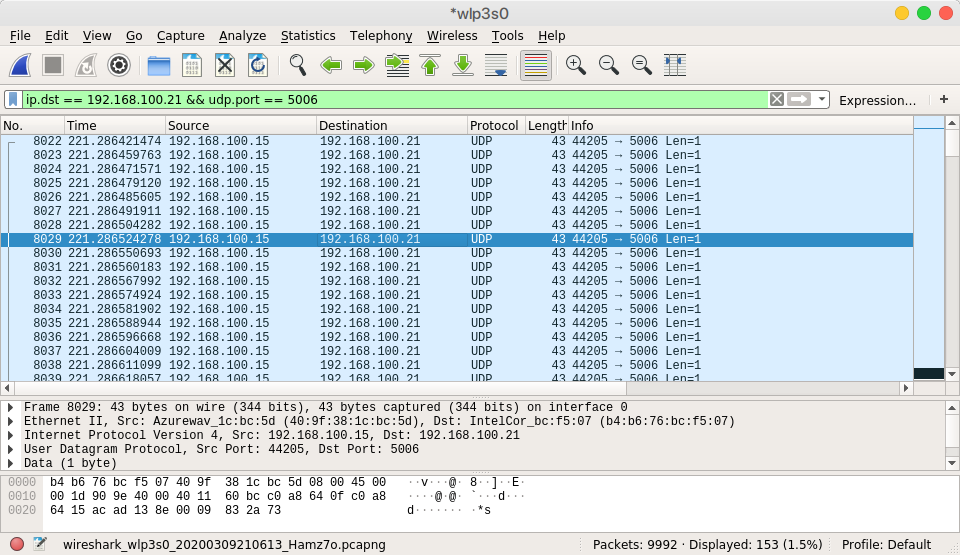 *wlp3s0
File Edit View Go Capture Analyze Statistics Telephony Wireless Tools Help
ip.dst == 192.168.100.21 && udp.port == 5006 Expression… +
No. Time Source Destination Protocol Length Info
8022 221.286421474 192.168.100.15 192.168.100.21 UDP 43 44205 → 5006 Len=1
8023 221.286459763 192.168.100.15 192.168.100.21 UDP 43 44205 → 5006 Len=1
8024 221.286471571 192.168.100.15 192.168.100.21 UDP 43 44205 → 5006 Len=1
8025 221.286479120 192.168.100.15 192.168.100.21 UDP 43 44205 → 5006 Len=1
8026 221.286485605 192.168.100.15 192.168.100.21 UDP 43 44205 → 5006 Len=1
8027 221.286491911 192.168.100.15 192.168.100.21 UDP 43 44205 → 5006 Len=1
8028 221.286504282 192.168.100.15 192.168.100.21 UDP 43 44205 → 5006 Len=1
8029 221.286524278 192.168.100.15 192.168.100.21 UDP 43 44205 → 5006 Len=1
8030 221.286550693 192.168.100.15 192.168.100.21 UDP 43 44205 → 5006 Len=1
8031 221.286560183 192.168.100.15 192.168.100.21 UDP 43 44205 → 5006 Len=1
8032 221.286567992 192.168.100.15 192.168.100.21 UDP 43 44205 → 5006 Len=1
8033 221.286574924 192.168.100.15 192.168.100.21 UDP 43 44205 → 5006 Len=1
8034 221.286581902 192.168.100.15 192.168.100.21 UDP 43 44205 → 5006 Len=1
8035 221.286588944 192.168.100.15 192.168.100.21 UDP 43 44205 → 5006 Len=1
8036 221.286596668 192.168.100.15 192.168.100.21 UDP 43 44205 → 5006 Len=1
8037 221.286604009 192.168.100.15 192.168.100.21 UDP 43 44205 → 5006 Len=1
8038 221.286611099 192.168.100.15 192.168.100.21 UDP 43 44205 → 5006 Len=1
8039 221.286618057 192.168.100.15 192.168.100.21 UDP 43 44205 → 5006 Len=1
Frame 8029: 43 bytes on wire (344 bits), 43 bytes captured (344 bits) on interface 0
Ethernet II, Src: Azurewav_1c:bc:5d (40:9f:38:1c:bc:5d), Dst: IntelCor_bc:f5:07 (b4:b6:76:bc:f5:07)
Internet Protocol Version 4, Src: 192.168.100.15, Dst: 192.168.100.21
User Datagram Protocol, Src Port: 44205, Dst Port: 5006
Data (1 byte)
0000 b4 b6 76 bc f5 07 40 9f 38 1c bc 5d 08 00 45 00 ··v···@· 8··]··E·
0010 00 1d 90 9e 40 00 40 11 60 bc c0 a8 64 0f c0 a8 ····@·@· `···d···
0020 64 15 ac ad 13 8e 00 09 83 2a 73 d······· ·*s
wireshark_wlp3s0_20200309210613_Hamz7o.pcapng Packets: 9992 · Displayed: 153 (1.5%) Profile: Default